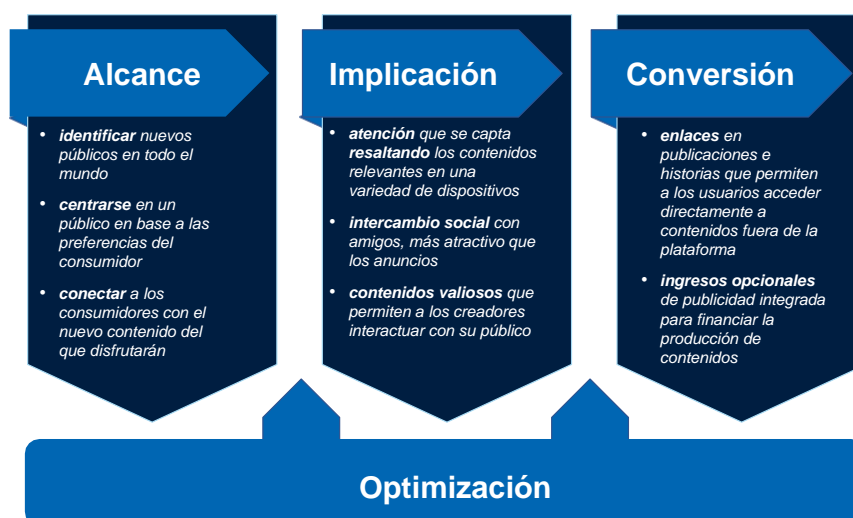 Alcance
• identificar nuevos
públicos en todo el
mundo
• centrarse en un
público en base a las
preferencias del
consumidor
• conectar a los
consumidores con el
nuevo contenido del
que disfrutarán
Implicación
• atención que se capta
resaltando los contenidos
relevantes en una
variedad de dispositivos
• intercambio social con
amigos, más atractivo que
los anuncios
• contenidos valiosos que
permiten a los creadores
interactuar con su público
Conversión
• enlaces en
publicaciones e
historias que permiten
a los usuarios acceder
directamente a
contenidos fuera de la
plataforma
• ingresos opcionales
de publicidad integrada
para financiar la
producción de
contenidos
Optimización